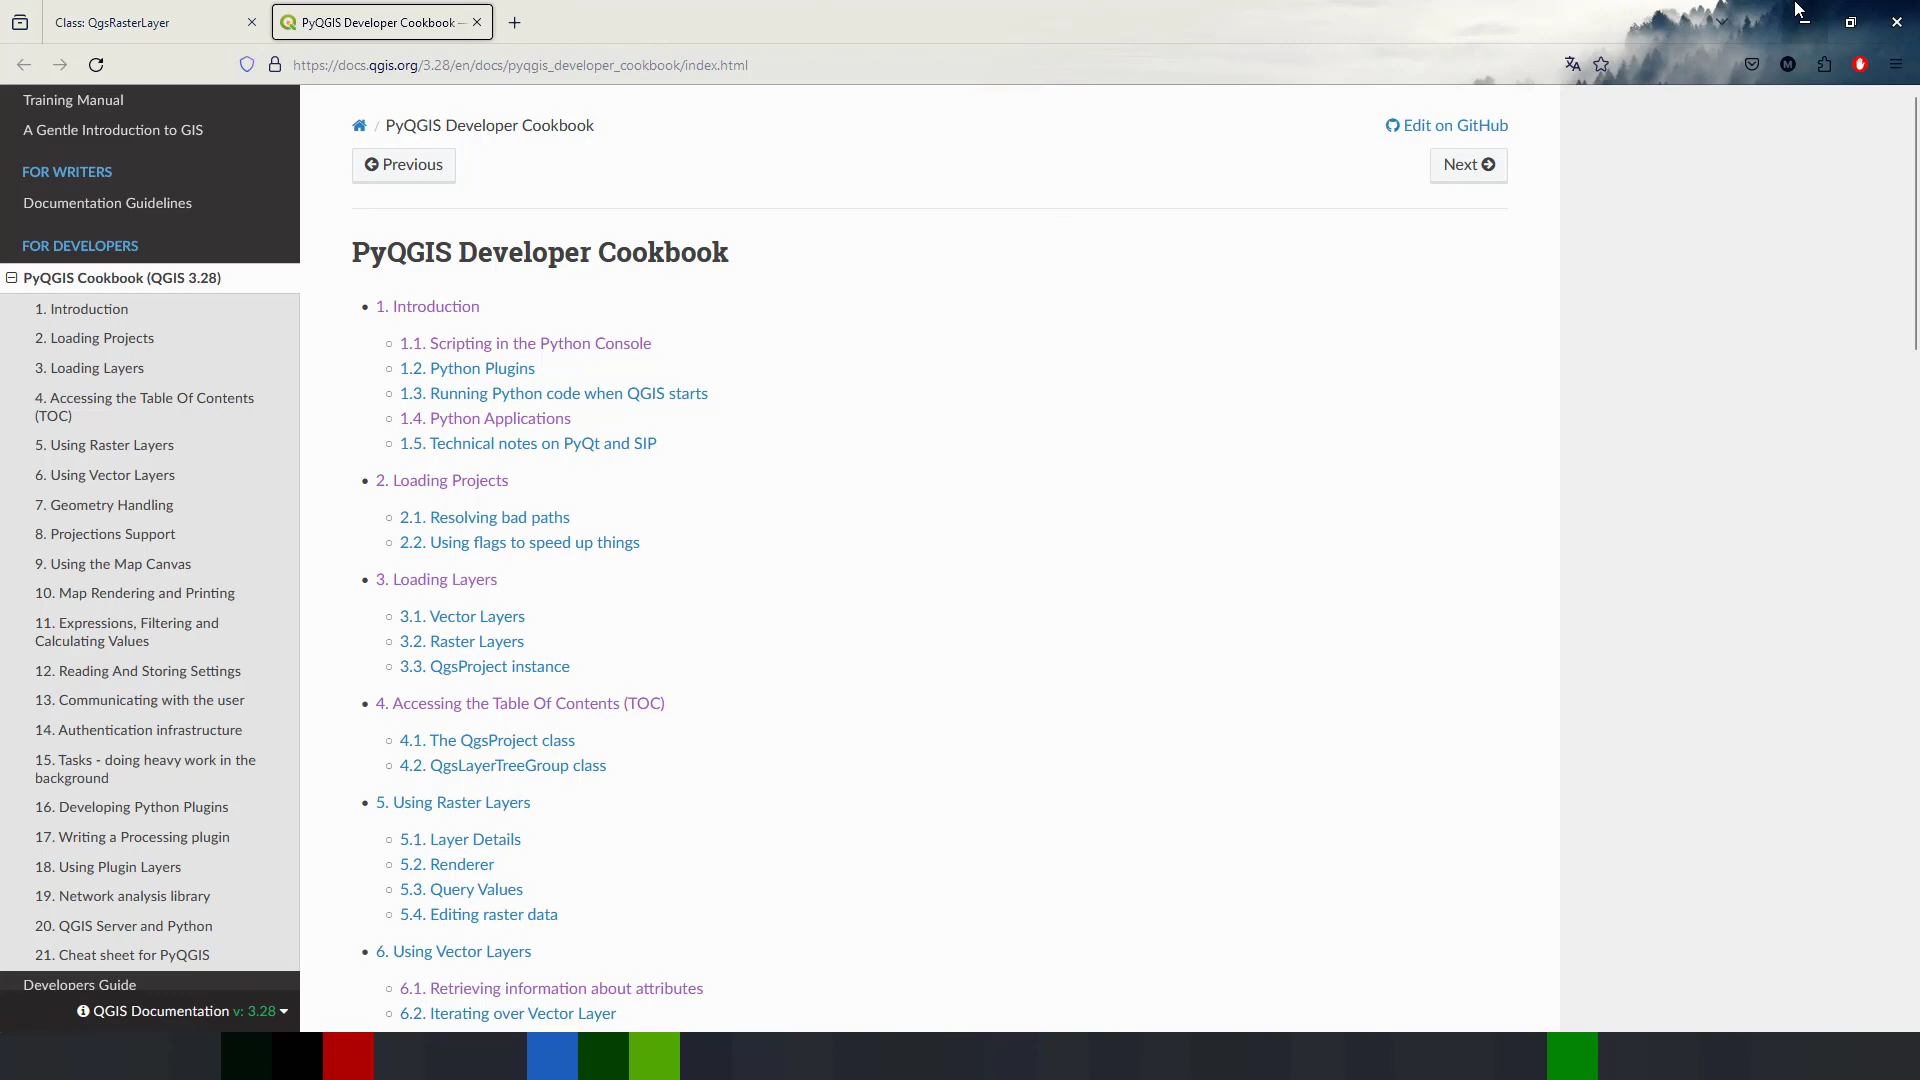 Class: QgsRasterLayer
PyQGIS Developer Cookbook —
https://docs.qgis.org/3.28/en/docs/pyqgis_developer_cookbook/index.html
M
Training Manual
A Gentle Introduction to GIS
FOR WRITERS
Documentation Guidelines
FOR DEVELOPERS
PyQGIS Cookbook (QGIS 3.28)
1. Introduction
2. Loading Projects
3. Loading Layers
4. Accessing the Table Of Contents
(TOC)
5. Using Raster Layers
6. Using Vector Layers
7. Geometry Handling
8. Projections Support
9. Using the Map Canvas
10. Map Rendering and Printing
11. Expressions, Filtering and
Calculating Values
12. Reading And Storing Settings
13. Communicating with the user
14. Authentication infrastructure
15. Tasks - doing heavy work in the
background
16. Developing Python Plugins
17. Writing a Processing plugin
18. Using Plugin Layers
19. Network analysis library
20. QGIS Server and Python
21. Cheat sheet for PyQGIS
Developers Guide
QGIS Documentation v: 3.28
/ PyQGIS Developer Cookbook
Edit on GitHub
Previous
Next
PyQGIS Developer Cookbook
1. Introduction
1.1. Scripting in the Python Console
1.2. Python Plugins
1.3. Running Python code when QGIS starts
1.4. Python Applications
1.5. Technical notes on PyQt and SIP
2. Loading Projects
2.1. Resolving bad paths
2.2. Using flags to speed up things
3. Loading Layers
3.1. Vector Layers
3.2. Raster Layers
3.3. QgsProject instance
4. Accessing the Table Of Contents (TOC)
4.1. The QgsProject class
4.2. QgsLayerTreeGroup class
5. Using Raster Layers
5.1. Layer Details
5.2. Renderer
5.3. Query Values
5.4. Editing raster data
6. Using Vector Layers
6.1. Retrieving information about attributes
6.2. Iterating over Vector Layer